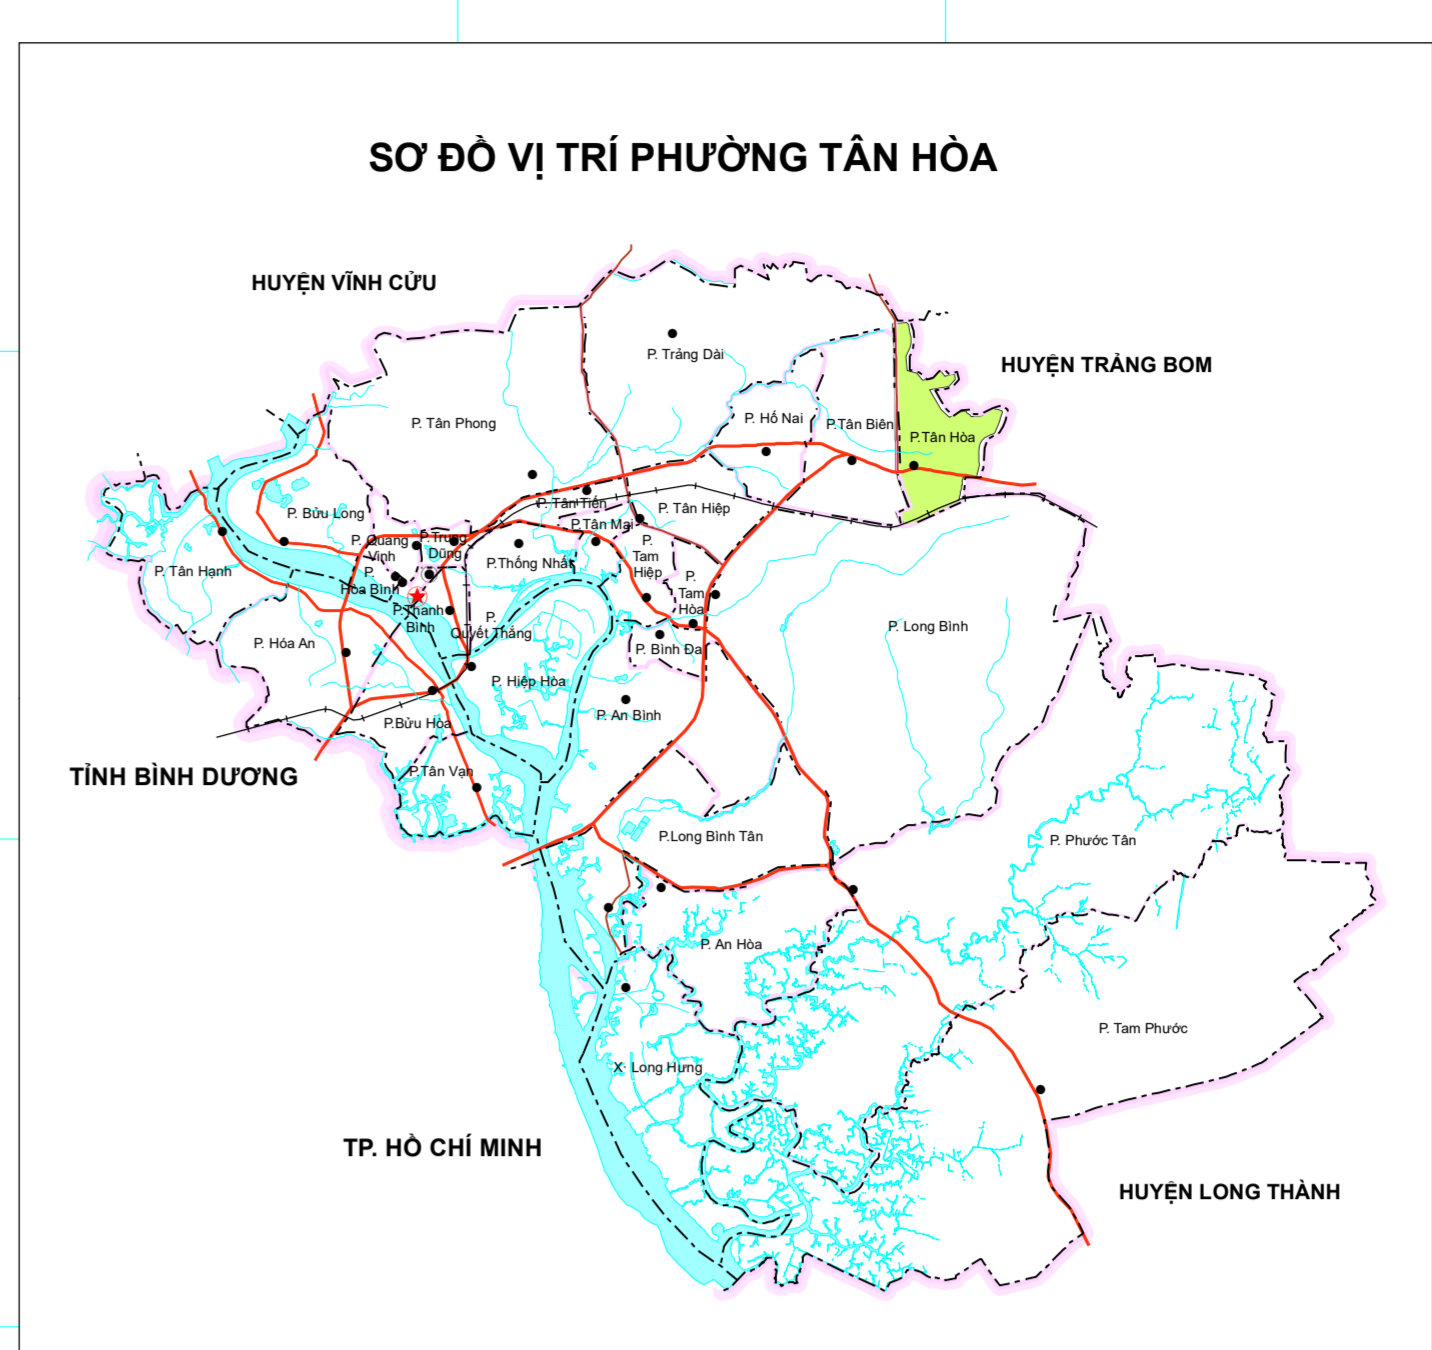 SƠ ĐỒ VỊ TRÍ PHƯỜNG TÂN HÒA
HUYỆN VĨNH CỬU
HUYỆN TRẢNG BOM
P. Trảng Dài
P. Tân Phong
P. Hố Nai
P.Tân Biên
P.Tân Hòa
P. Tân Tiến
P. Tân Hiệp
P. Bửu Long
P.Tân Mai
P. Quang
Vinh
P.Trung
Dũng
P.Thống Nhất
P.
Tam
Hiệp
P. Tân Hạnh
P.
Hòa Bình
P.
Tam
Hòa
P.Thanh
Bình
P.
Quyết Thắng
P. Long Bình
P. Hóa An
P. Bình Đa
P. Hiệp Hòa
P. An Bình
P.Bửu Hòa
TỈNH BÌNH DƯƠNG
P.Tân Vạn
P.Long Bình Tân
P. Phước Tân
P. An Hòa
P. Tam Phước
X. Long Hưng
TP. HỒ CHÍ MINH
HUYỆN LONG THÀNH